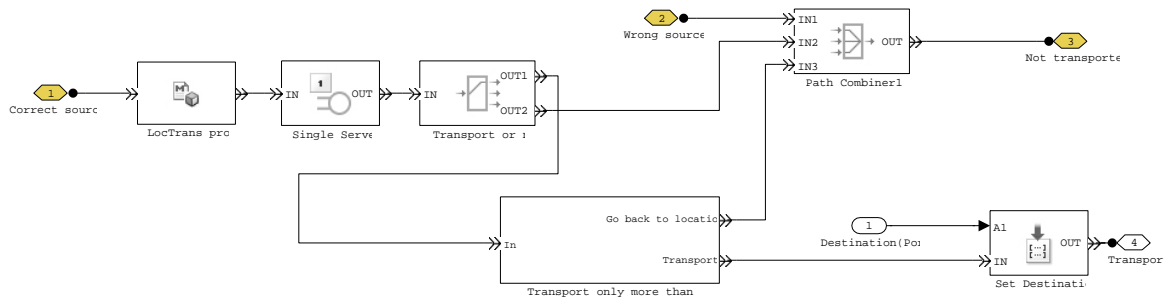 2
Wrong source
IN1
IN2
IN3
OUT
Path Combiner1
3
Not transporte
1
Correct sourc
LocTrans pro
1
IN
OUT
Single Serve
IN
OUT1
OUT2
Transport or
In
Go back to locatio
Transport
Transport only more than
1
Destination(Po
A1
IN
OUT
[...]
Set Destinati
4
Transpor